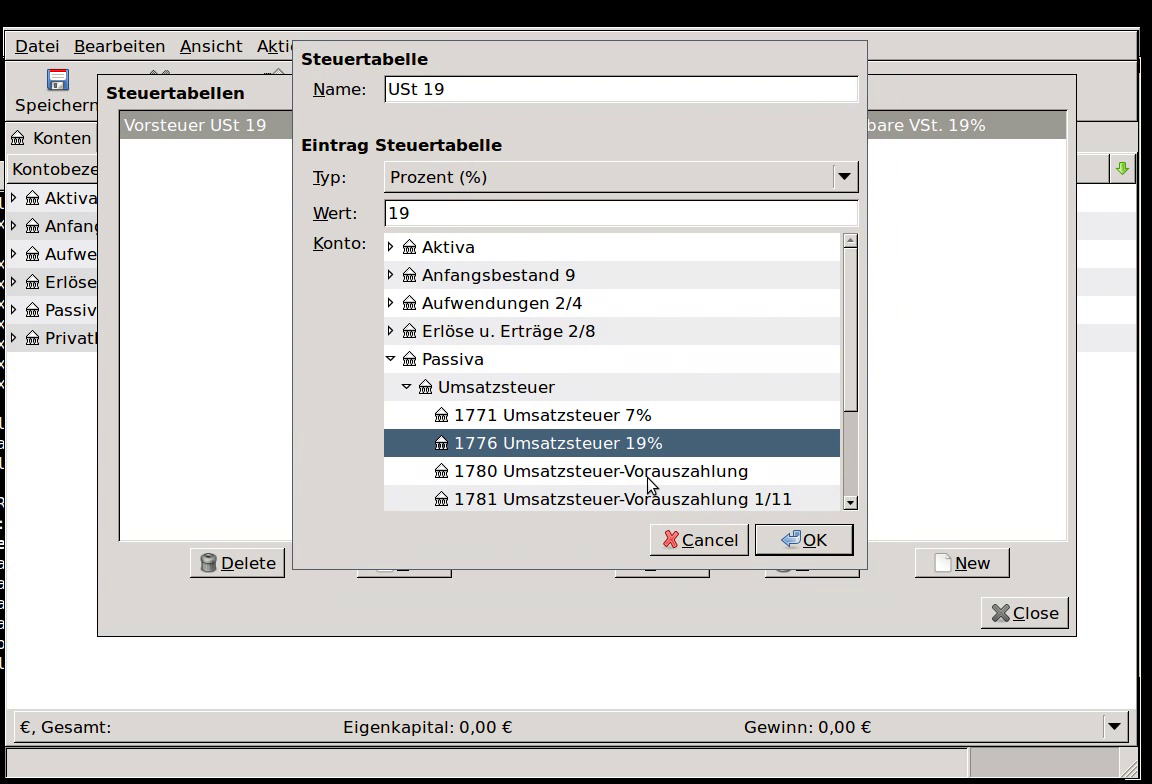 Datei Bearbeiten Ansicht
Speichern
Konten
Kontobeze
Aktiva
Anfang
Aufwe
Erlöse
Passiv
Privatl
Steuertabellen
Vorsteuer USt 19
bare VSt. 19%
Steuertabelle
Name: USt 19
Eintrag Steuertabelle
Typ: Prozent (%)
Wert: 19
Konto:
Aktiva
Anfangsbestand 9
Aufwendungen 2/4
Erlöse u. Erträge 2/8
Passiva
Umsatzsteuer
1771 Umsatzsteuer 7%
1776 Umsatzsteuer 19%
1780 Umsatzsteuer-Vorauszahlung
1781 Umsatzsteuer-Vorauszahlung 1/11
Cancel OK
Delete New
Close
€, Gesamt: Eigenkapital: 0,00 € Gewinn: 0,00 €